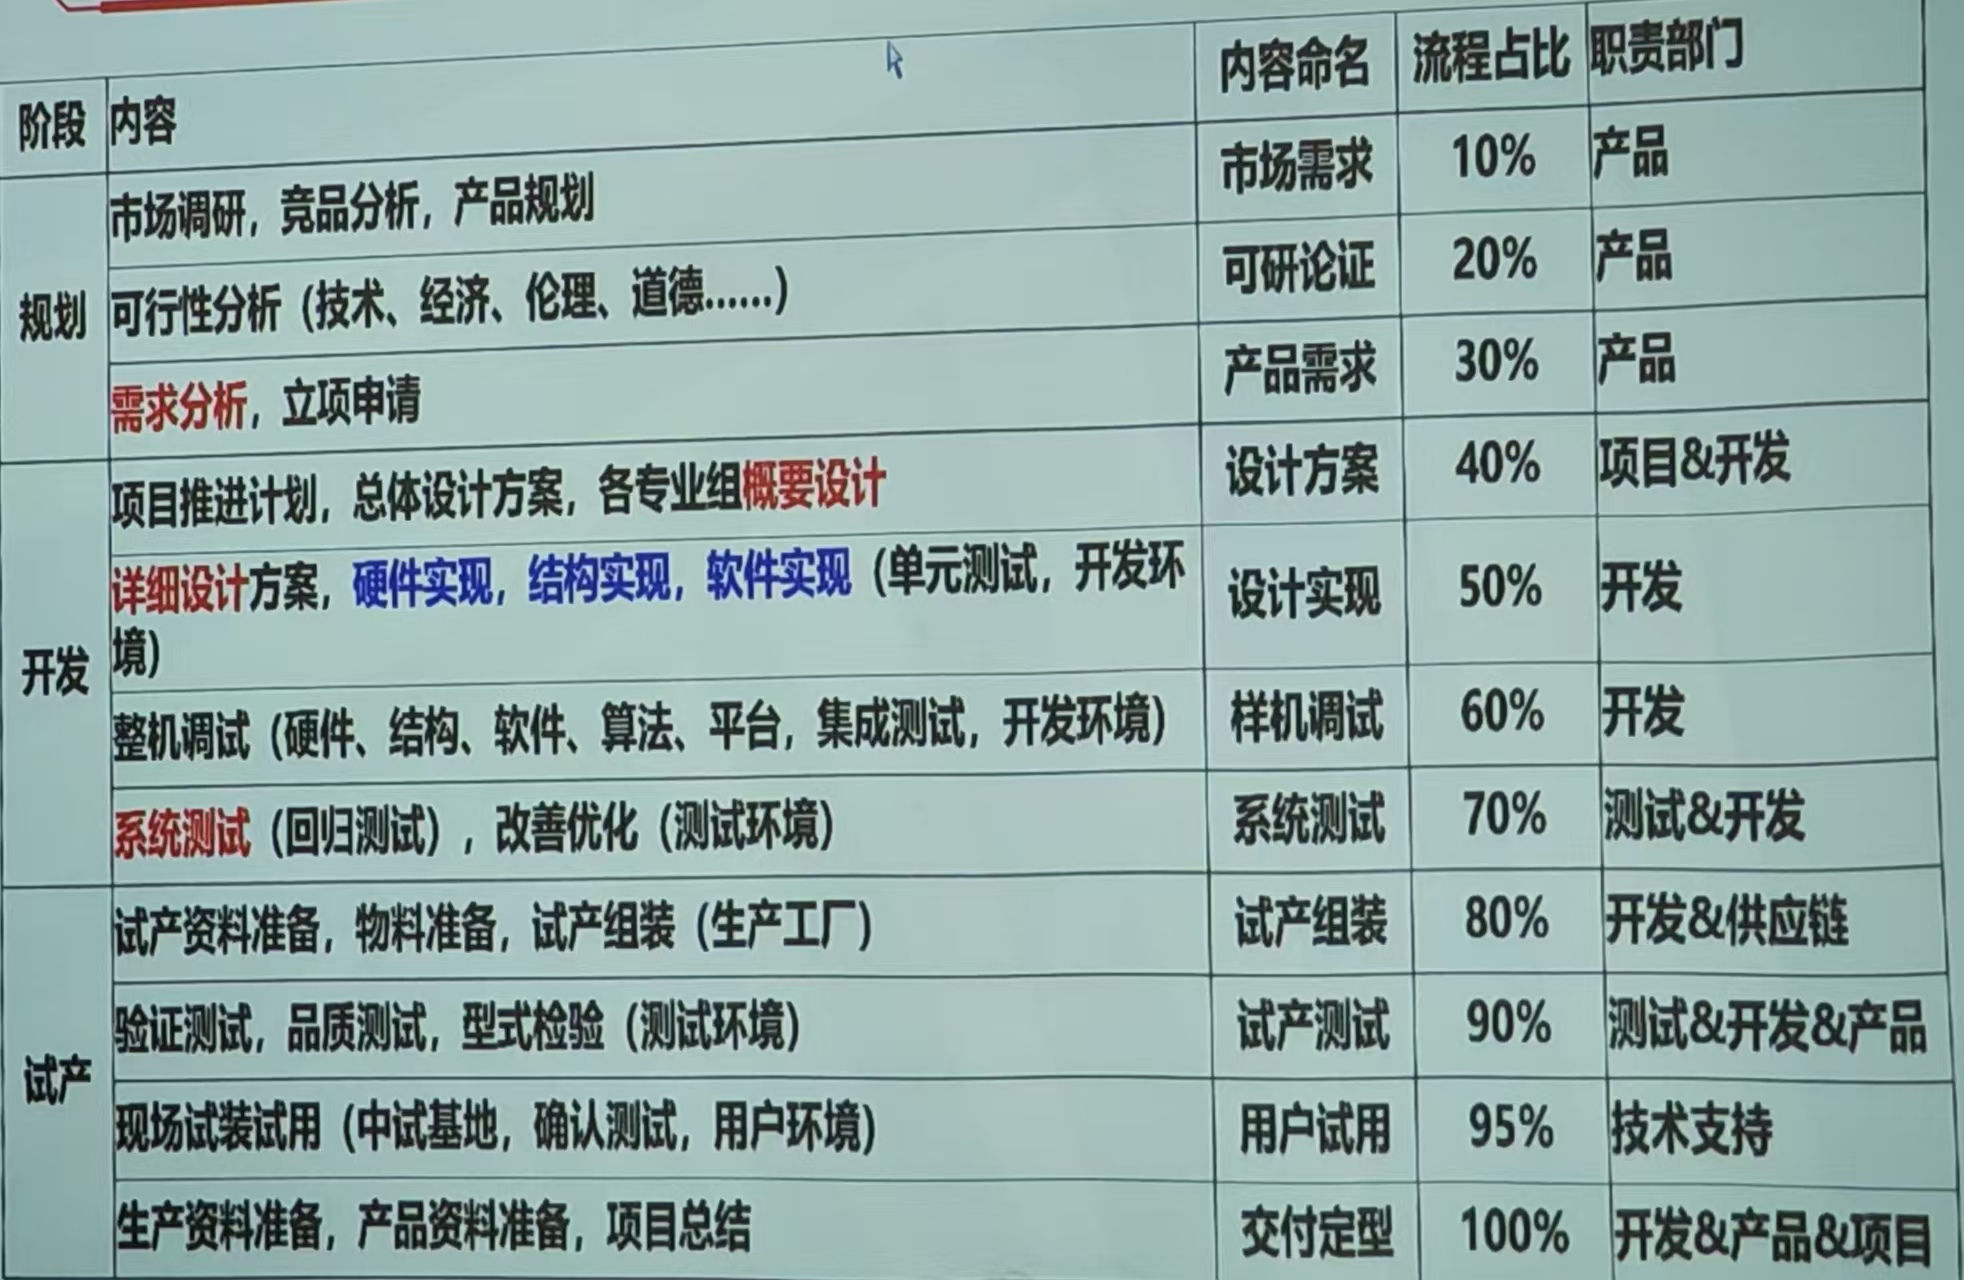 阶段 内容 内容命名 流程占比 职责部门
规划
市场调研，竞品分析，产品规划 市场需求 10% 产品
可行性分析（技术、经济、伦理、道德......） 可研论证 20% 产品
需求分析，立项申请 产品需求 30% 产品
开发
项目推进计划，总体设计方案，各专业组概要设计 设计方案 40% 项目&开发
详细设计方案，硬件实现，结构实现，软件实现（单元测试，开发环
境） 设计实现 50% 开发
整机调试（硬件、结构、软件、算法、平台，集成测试，开发环境） 样机调试 60% 开发
系统测试（回归测试），改善优化（测试环境） 系统测试 70% 测试&开发
试产
试产资料准备，物料准备，试产组装（生产工厂） 试产组装 80% 开发&供应链
验证测试，品质测试，型式检验（测试环境） 试产测试 90% 测试&开发&产品
现场试装试用（中试基地，确认测试，用户环境） 用户试用 95% 技术支持
生产资料准备，产品资料准备，项目总结 交付定型 100% 开发&产品&项目